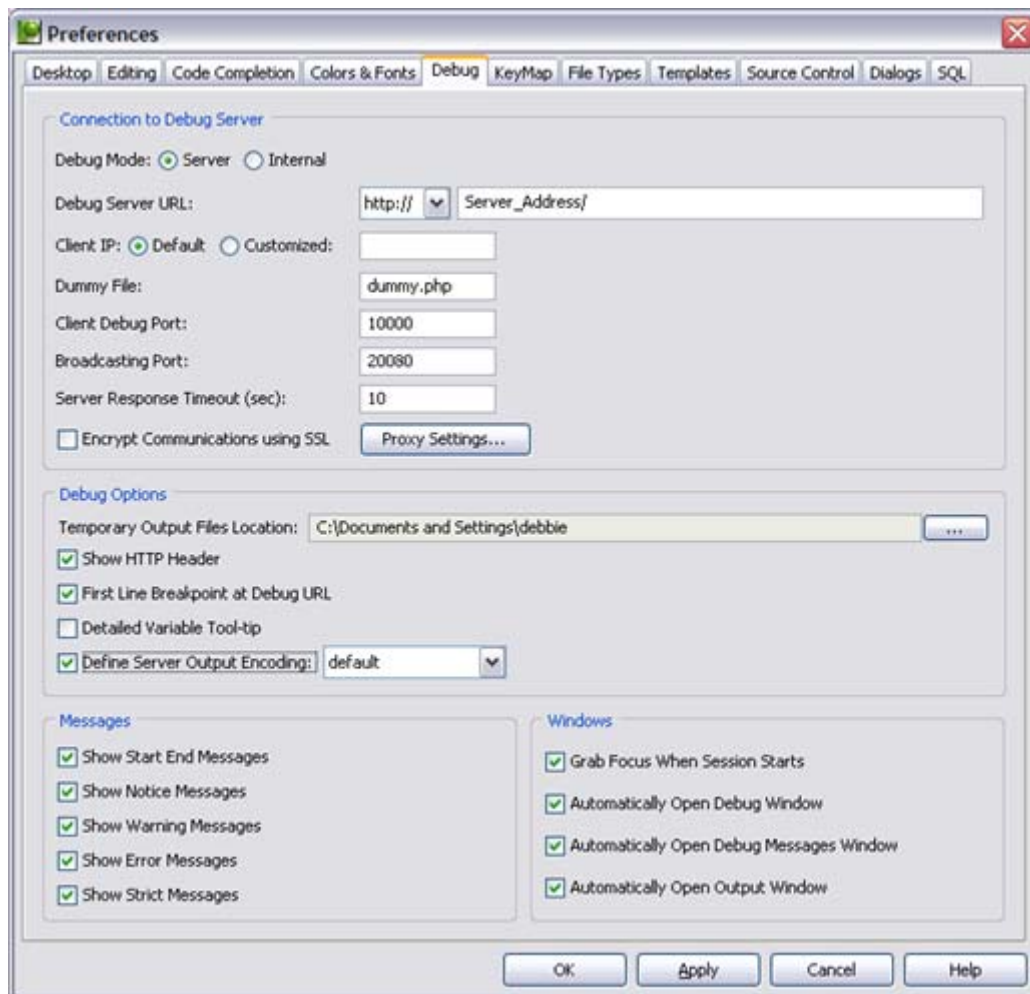 Preferences
Desktop Editing Code Completion Colors & Fonts Debug KeyMap File Types Templates Source Control Dialogs SQL
Connection to Debug Server
Debug Mode: Server Internal
Debug Server URL: http:// Server_Address/
Client IP: Default Customized:
Dummy File: dummy.php
Client Debug Port: 10000
Broadcasting Port: 20080
Server Response Timeout (sec): 10
Encrypt Communications using SSL Proxy Settings...
Debug Options
Temporary Output Files Location: C:\Documents and Settings\debbie ...
Show HTTP Header
First Line Breakpoint at Debug URL
Detailed Variable Tool-tip
Define Server Output Encoding: default
Messages
Show Start End Messages
Show Notice Messages
Show Warning Messages
Show Error Messages
Show Strict Messages
Windows
Grab Focus When Session Starts
Automatically Open Debug Window
Automatically Open Debug Messages Window
Automatically Open Output Window
OK Apply Cancel Help